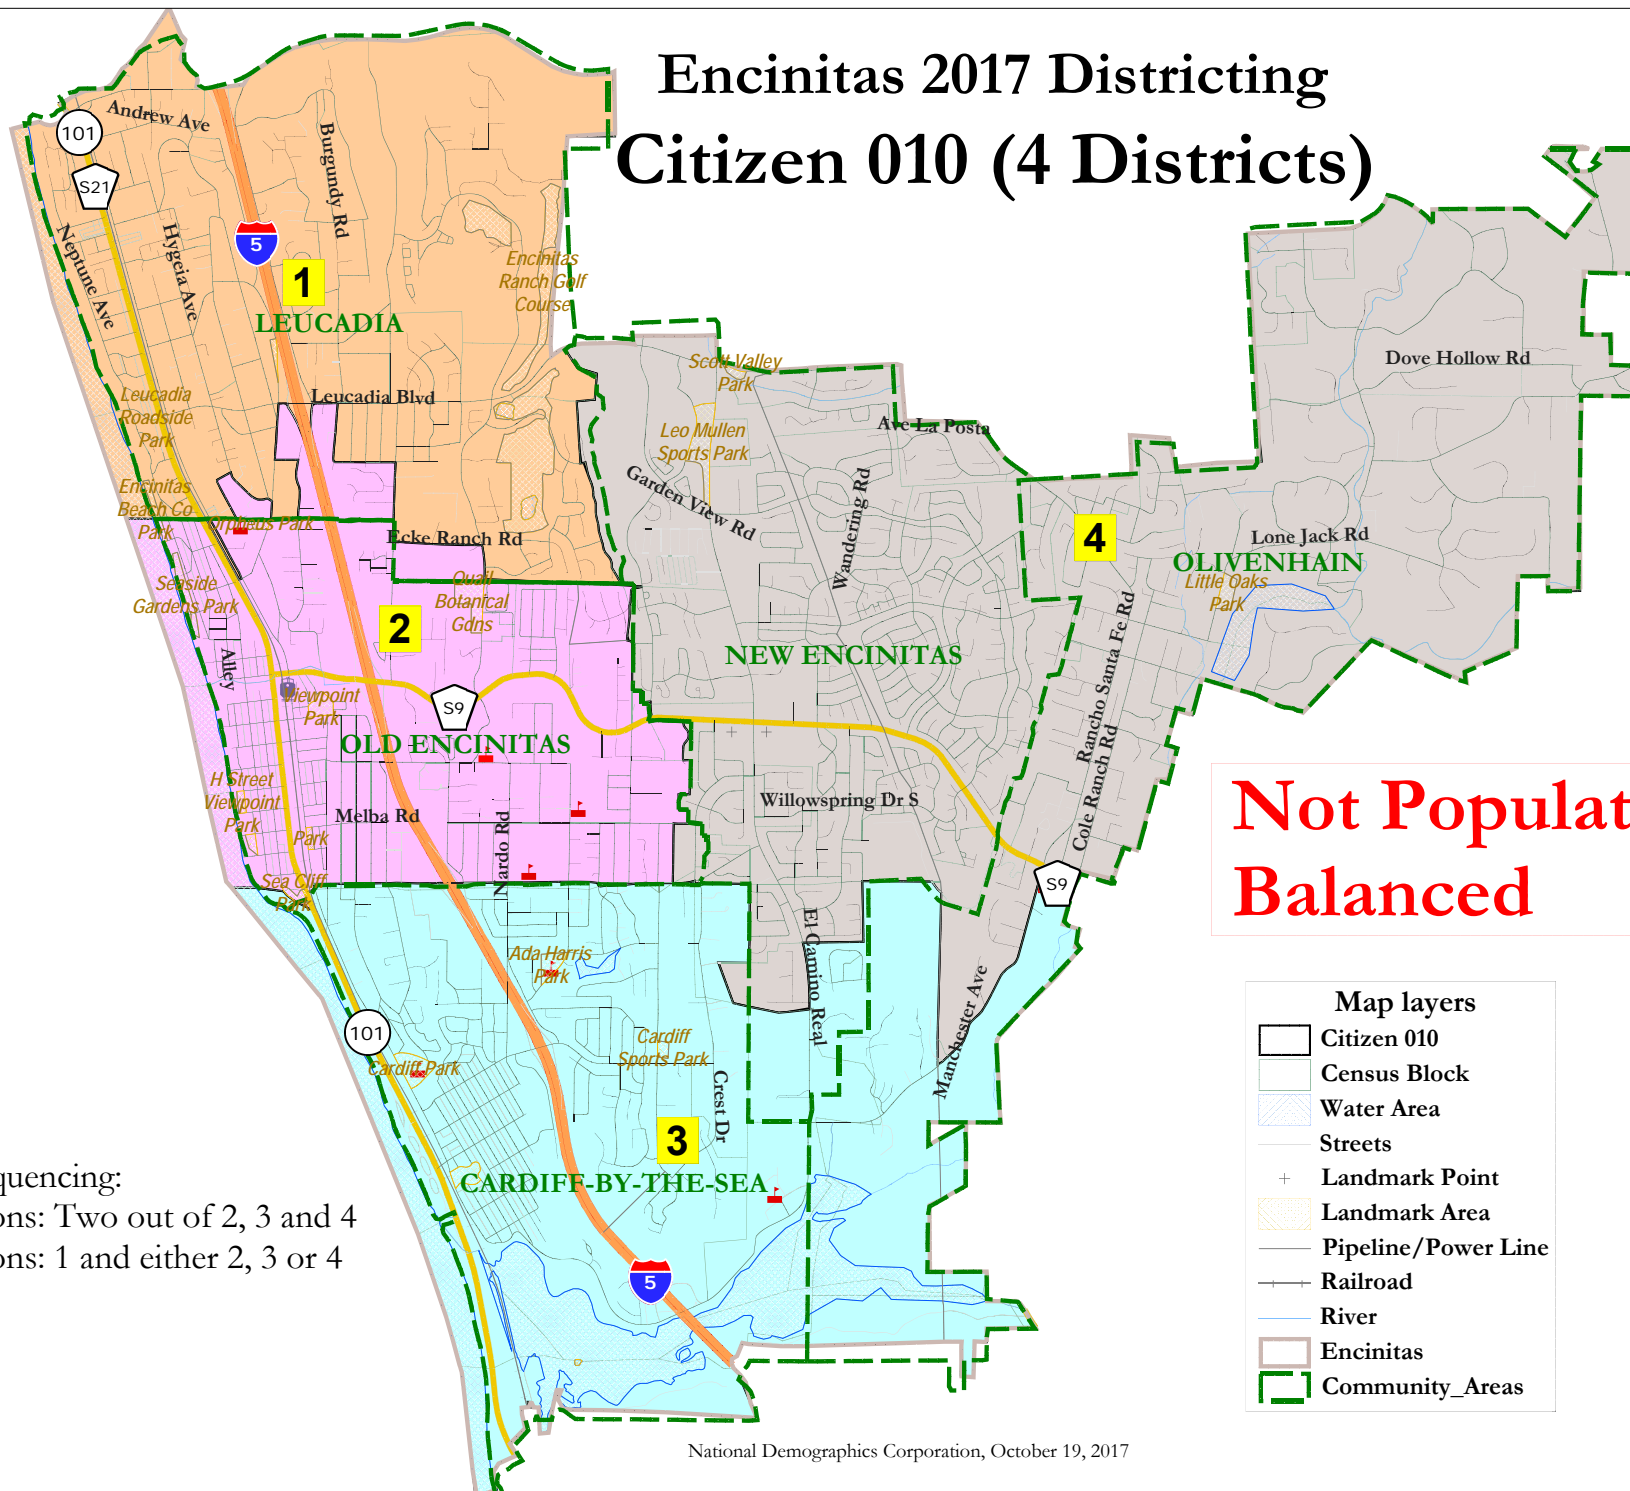 Encinitas 2017 Districting
Citizen 010 (4 Districts)
Andrew Ave
101
S21
Burgundy Rd
Neptune Ave
Hygeia Ave
5
1
LEUCADIA
Encinitas
Ranch Golf
Course
Leucadia Blvd
Leucadia
Roadside
Park
Encinitas
Beach Co
Park
Orpheus Park
Ecke Ranch Rd
Seaside
Gardens Park
Quail
Botanical
Gdns
2
Alley
Viewpoint
Park
S9
OLD ENCINITAS
H Street
Viewpoint
Park
Park
Melba Rd
Nardo Rd
Sea Cliff
Park
Scott Valley
Park
Leo Mullen
Sports Park
Garden View Rd
Wandering Rd
Ave La Posta
NEW ENCINITAS
Willowspring Dr S
4
Dove Hollow Rd
Lone Jack Rd
OLIVENHAIN
Little Oaks
Park
Rancho Santa Fe Rd
Cole Ranch Rd
S9
El Camino Real
Manchester Ave
Ada Harris
Park
101
Cardiff Park
Cardiff
Sports Park
Crest Dr
3
CARDIFF-BY-THE-SEA
5
Not Populat
Balanced
Map layers
Citizen 010
Census Block
Water Area
Streets
Landmark Point
Landmark Area
Pipeline/Power Line
Railroad
River
Encinitas
Community_Areas
quencing:
ons: Two out of 2, 3 and 4
ons: 1 and either 2, 3 or 4
National Demographics Corporation, October 19, 2017